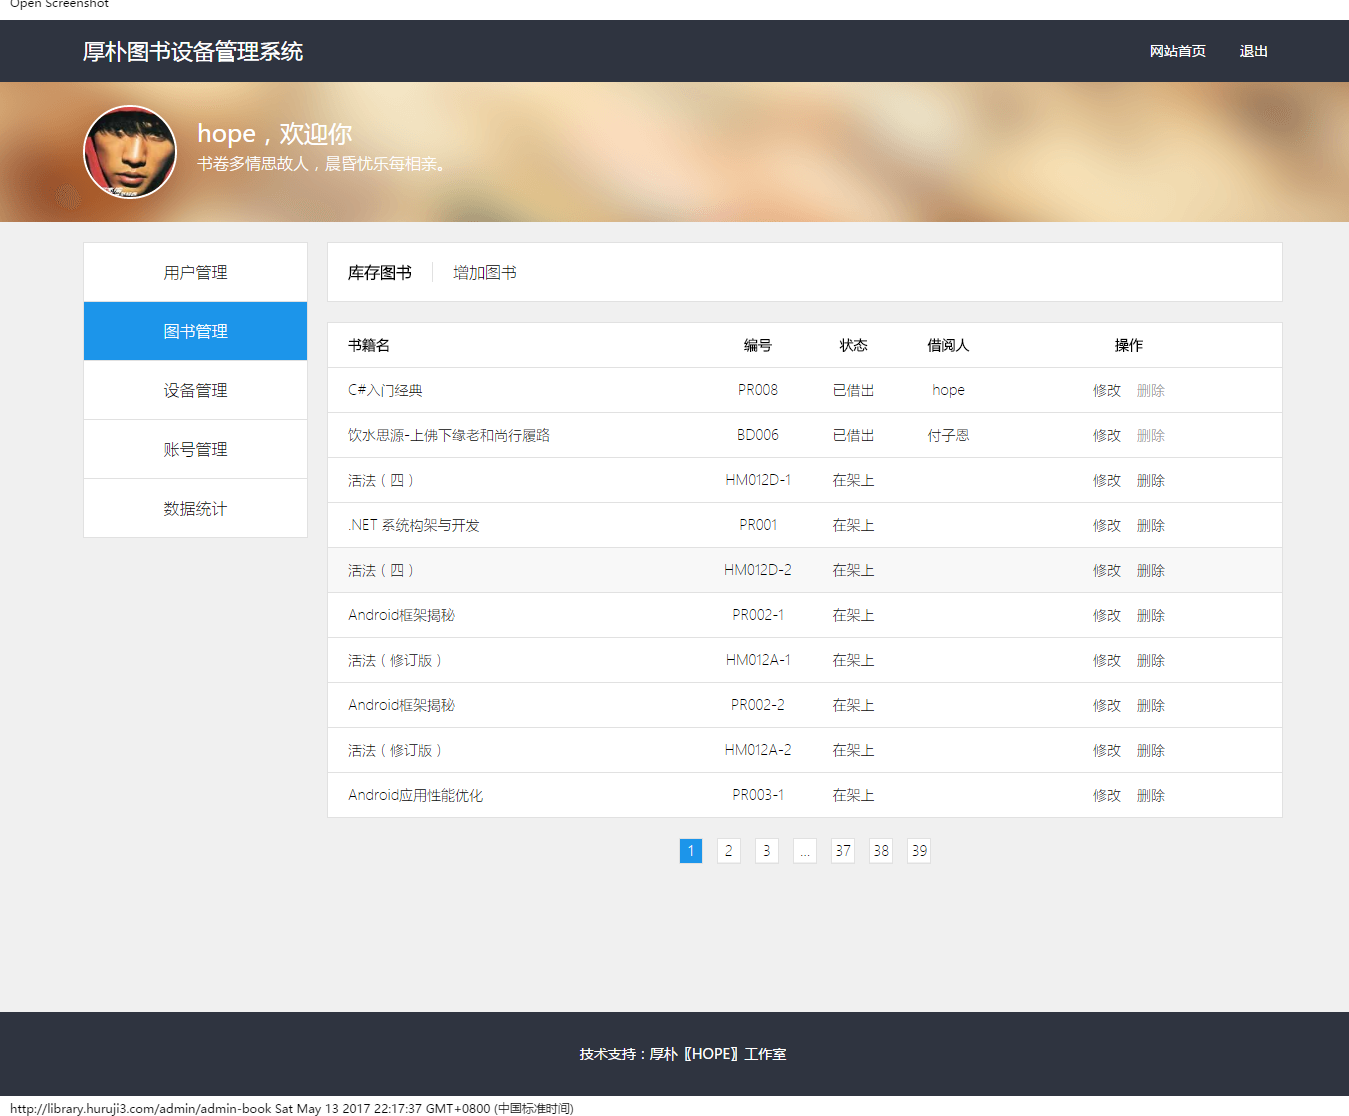 Open Screenshot
厚朴图书设备管理系统 网站首页 退出
hope，欢迎你
书卷多情思故人，晨昏忧乐每相亲。
用户管理
图书管理
设备管理
账号管理
数据统计
库存图书 增加图书
书籍名 编号 状态 借阅人 操作
C#入门经典 PR008 已借出 hope 修改 删除
饮水思源-上佛下缘老和尚行履路 BD006 已借出 付子恩 修改 删除
活法（四） HM012D-1 在架上 修改 删除
.NET 系统构架与开发 PR001 在架上 修改 删除
活法（四） HM012D-2 在架上 修改 删除
Android框架揭秘 PR002-1 在架上 修改 删除
活法（修订版） HM012A-1 在架上 修改 删除
Android框架揭秘 PR002-2 在架上 修改 删除
活法（修订版） HM012A-2 在架上 修改 删除
Android应用性能优化 PR003-1 在架上 修改 删除
1 2 3 ... 37 38 39
技术支持：厚朴〖HOPE〗工作室
http://library.huruji3.com/admin/admin-book Sat May 13 2017 22:17:37 GMT+0800 (中国标准时间)